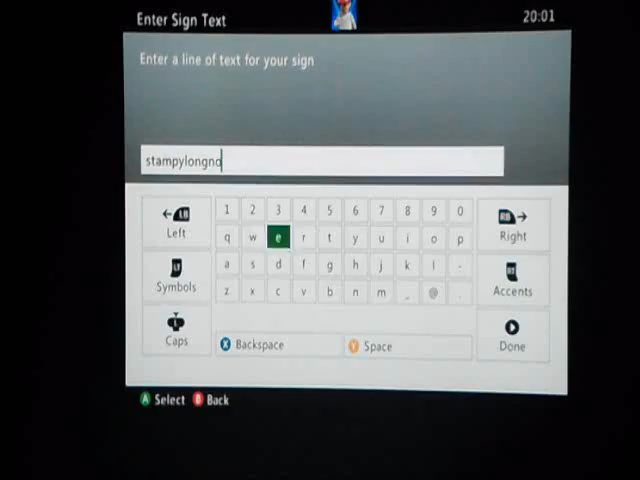 Enter Sign Text 20:01
Enter a line of text for your sign
stampylongno
LB 1 2 3 4 5 6 7 8 9 0 RB
Left q w e r t y u i o p Right
LT a s d f g h j k l - RT
Symbols z x c v b n m _ @ . Accents
L
Caps X Backspace Y Space Done
A Select B Back